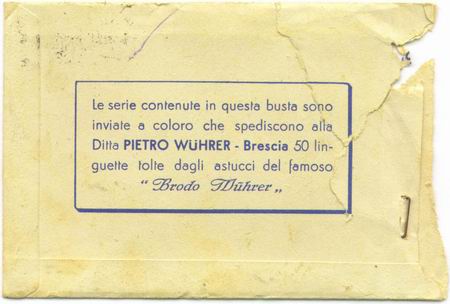 Le serie contenute in questa busta sono
inviate a coloro che spediscono alla
Ditta PIETRO WÜHRER - Brescia 50 lin-
guette tolte dagli astucci del famoso
“ Brodo Wührer „